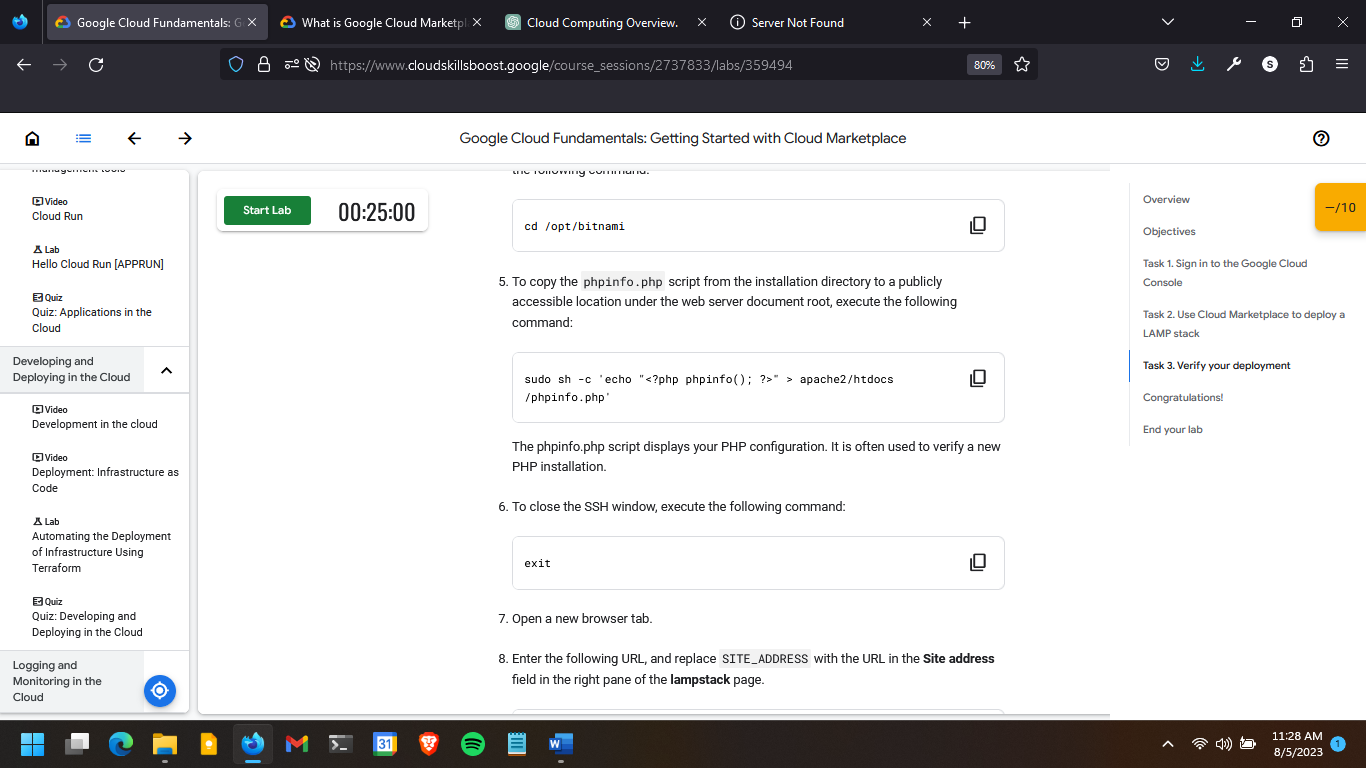 Google Cloud Fundamentals: G
What is Google Cloud Marketpl
Cloud Computing Overview.
Server Not Found
https://www.cloudskillsboost.google/course_sessions/2737833/labs/359494
80%
S
Google Cloud Fundamentals: Getting Started with Cloud Marketplace
management tools
Video
Cloud Run
Lab
Hello Cloud Run [APPRUN]
Quiz
Quiz: Applications in the
Cloud
Developing and
Deploying in the Cloud
Video
Development in the cloud
Video
Deployment: Infrastructure as
Code
Lab
Automating the Deployment
of Infrastructure Using
Terraform
Quiz
Quiz: Developing and
Deploying in the Cloud
Logging and
Monitoring in the
Cloud
Start Lab
00:25:00
the following command:
cd /opt/bitnami
5. To copy the phpinfo.php script from the installation directory to a publicly
accessible location under the web server document root, execute the following
command:
sudo sh -c 'echo "<?php phpinfo(); ?>" > apache2/htdocs
/phpinfo.php'
The phpinfo.php script displays your PHP configuration. It is often used to verify a new
PHP installation.
6. To close the SSH window, execute the following command:
exit
7. Open a new browser tab.
8. Enter the following URL, and replace SITE_ADDRESS with the URL in the Site address
field in the right pane of the lampstack page.
Overview
Objectives
Task 1. Sign in to the Google Cloud
Console
Task 2. Use Cloud Marketplace to deploy a
LAMP stack
Task 3. Verify your deployment
Congratulations!
End your lab
—/10
31
W
11:28 AM
8/5/2023
1